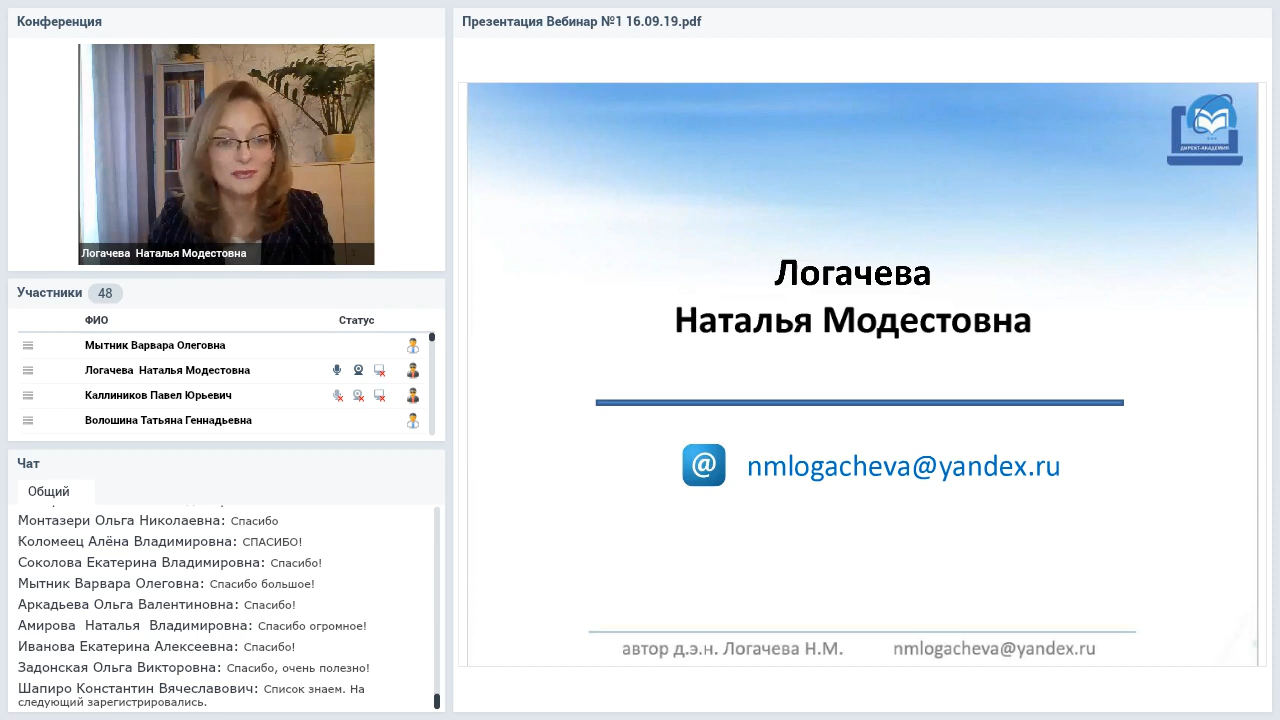 Конференция
Логачева Наталья Модестовна
Участники 48
ФИО Статус
Мытник Варвара Олеговна
Логачева Наталья Модестовна
Каллиников Павел Юрьевич
Волошина Татьяна Геннадьевна
Чат
Общий
Монтазери Ольга Николаевна: Спасибо
Коломеец Алёна Владимировна: СПАСИБО!
Соколова Екатерина Владимировна: Спасибо!
Мытник Варвара Олеговна: Спасибо большое!
Аркадьева Ольга Валентиновна: Спасибо!
Амирова Наталья Владимировна: Спасибо огромное!
Иванова Екатерина Алексеевна: Спасибо!
Задонская Ольга Викторовна: Спасибо, очень полезно!
Шапиро Константин Вячеславович: Список знаем. На
следующий зарегистрировались.
Презентация Вебинар №1 16.09.19.pdf
ДИРЕКТ-АКАДЕМИЯ
Логачева
Наталья Модестовна
@ nmlogacheva@yandex.ru
автор д.э.н. Логачева Н.М. nmlogacheva@yandex.ru